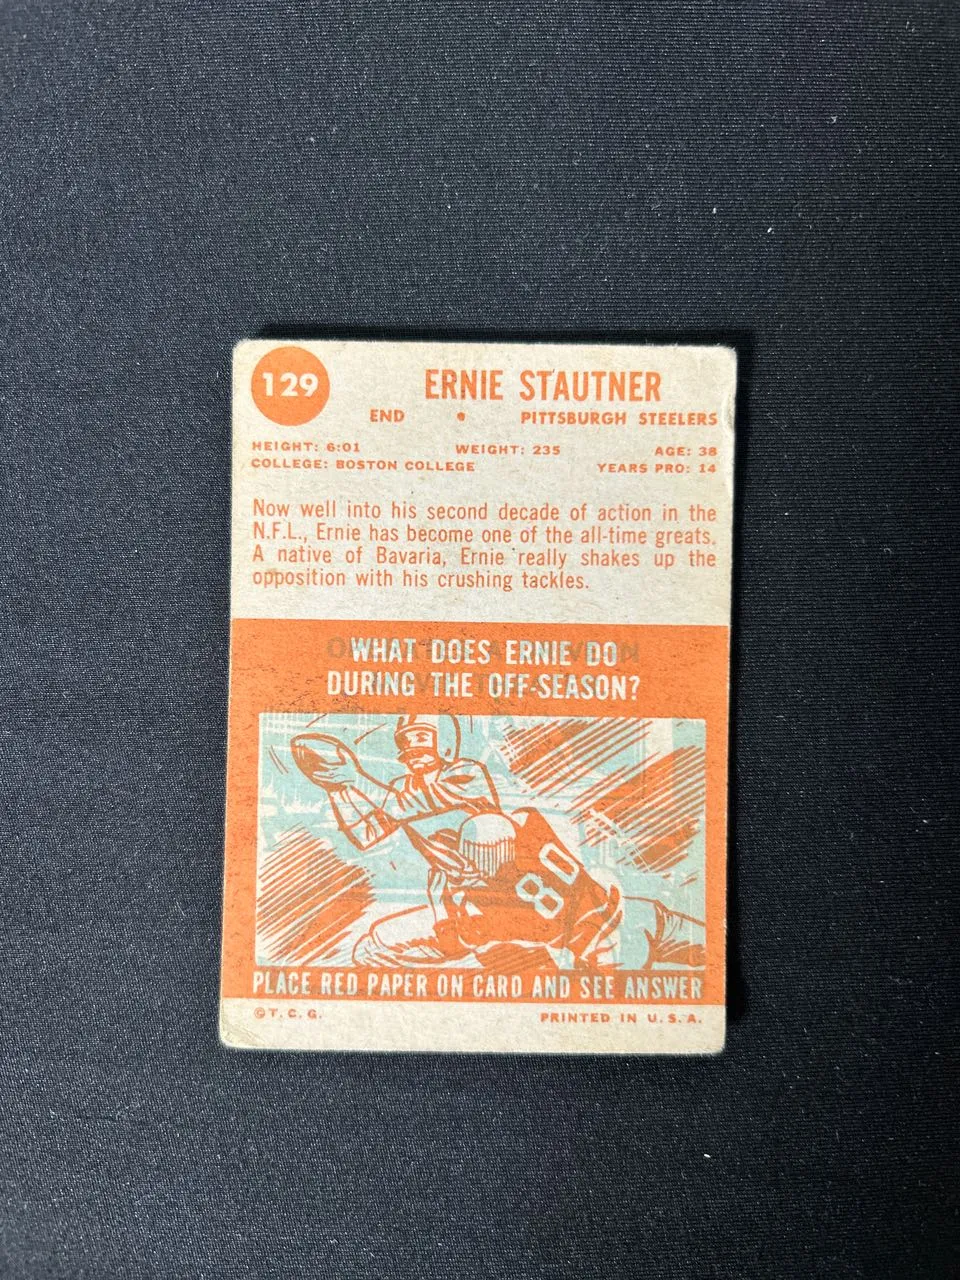 129
ERNIE STAUTNER
END • PITTSBURGH STEELERS
HEIGHT: 6:01 WEIGHT: 235 AGE: 38
COLLEGE: BOSTON COLLEGE YEARS PRO: 14
Now well into his second decade of action in the
N.F.L., Ernie has become one of the all-time greats.
A native of Bavaria, Ernie really shakes up the
opposition with his crushing tackles.
WHAT DOES ERNIE DO
DURING THE OFF-SEASON?
80
PLACE RED PAPER ON CARD AND SEE ANSWER
©T.C.G. PRINTED IN U.S.A.